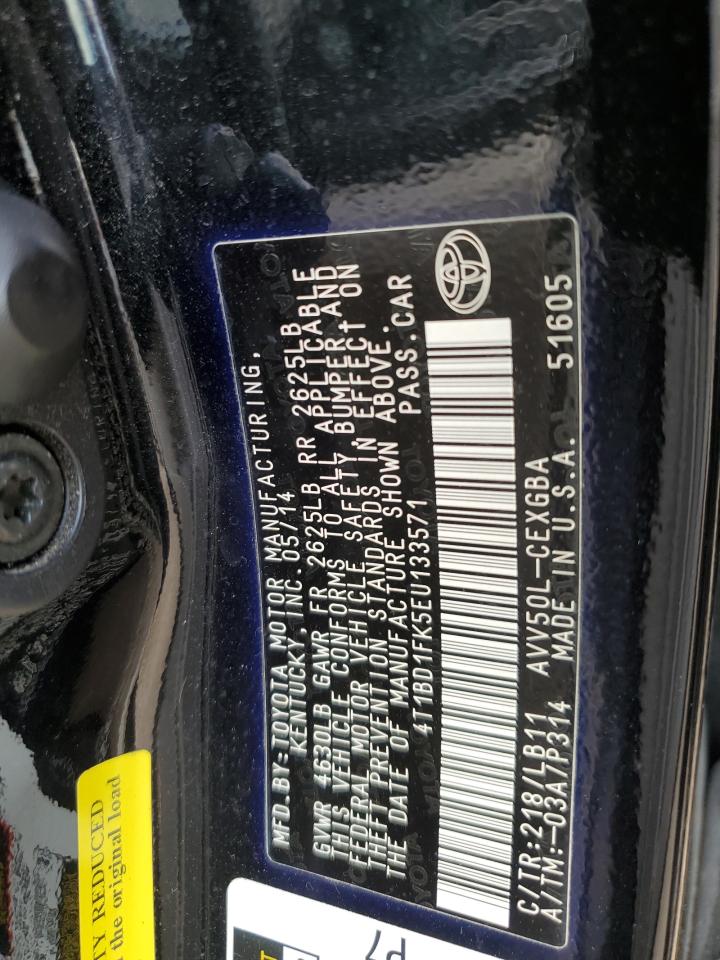 MFD.BY:TOYOTA MOTOR MANUFACTURING,
KENTUCKY,INC 05/14
GVWR 4630LB GAWR FR 2625LB RR 2625LB
THIS VEHICLE CONFORMS TO ALL APPLICABLE
FEDERAL MOTOR VEHICLE SAFETY,BUMPER,AND
THEFT PREVENTION STANDARDS IN EFFECT ON
THE DATE OF MANUFACTURE SHOWN ABOVE.
4T1BD1FK5EU133571 PASS.CAR
C/TR:218/LB11 AVV50L-CEXGBA 51605
A/TM:-03A/P314 MADE IN U.S.A.
TY REDUCED
the original load